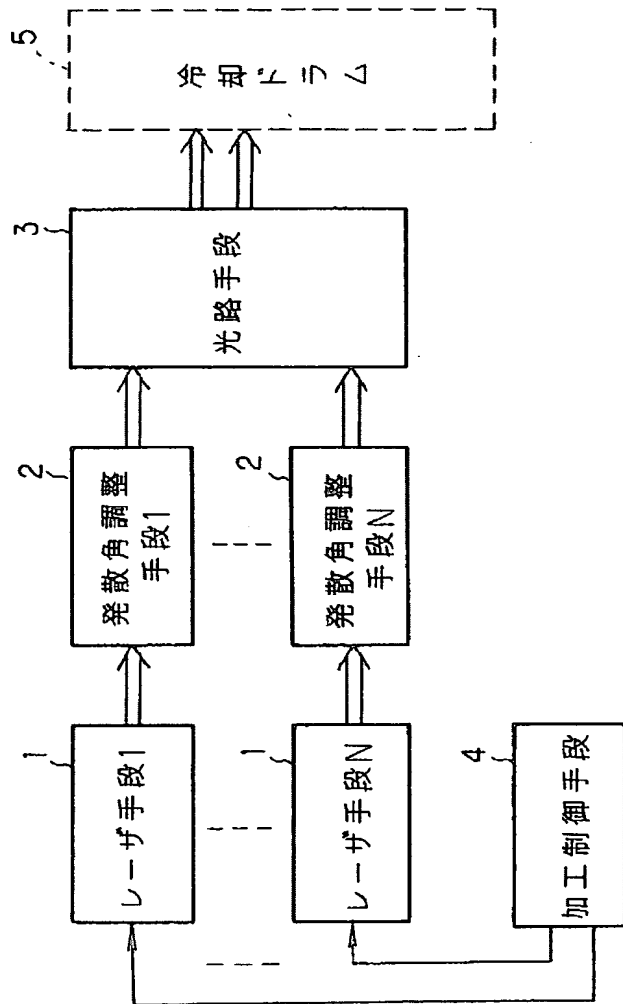 1
レーザ手段1
2
発散角調整
手段1
3
光路手段
5
冷却ドラム
1
レーザ手段N
2
発散角調整
手段N
4
加工制御手段